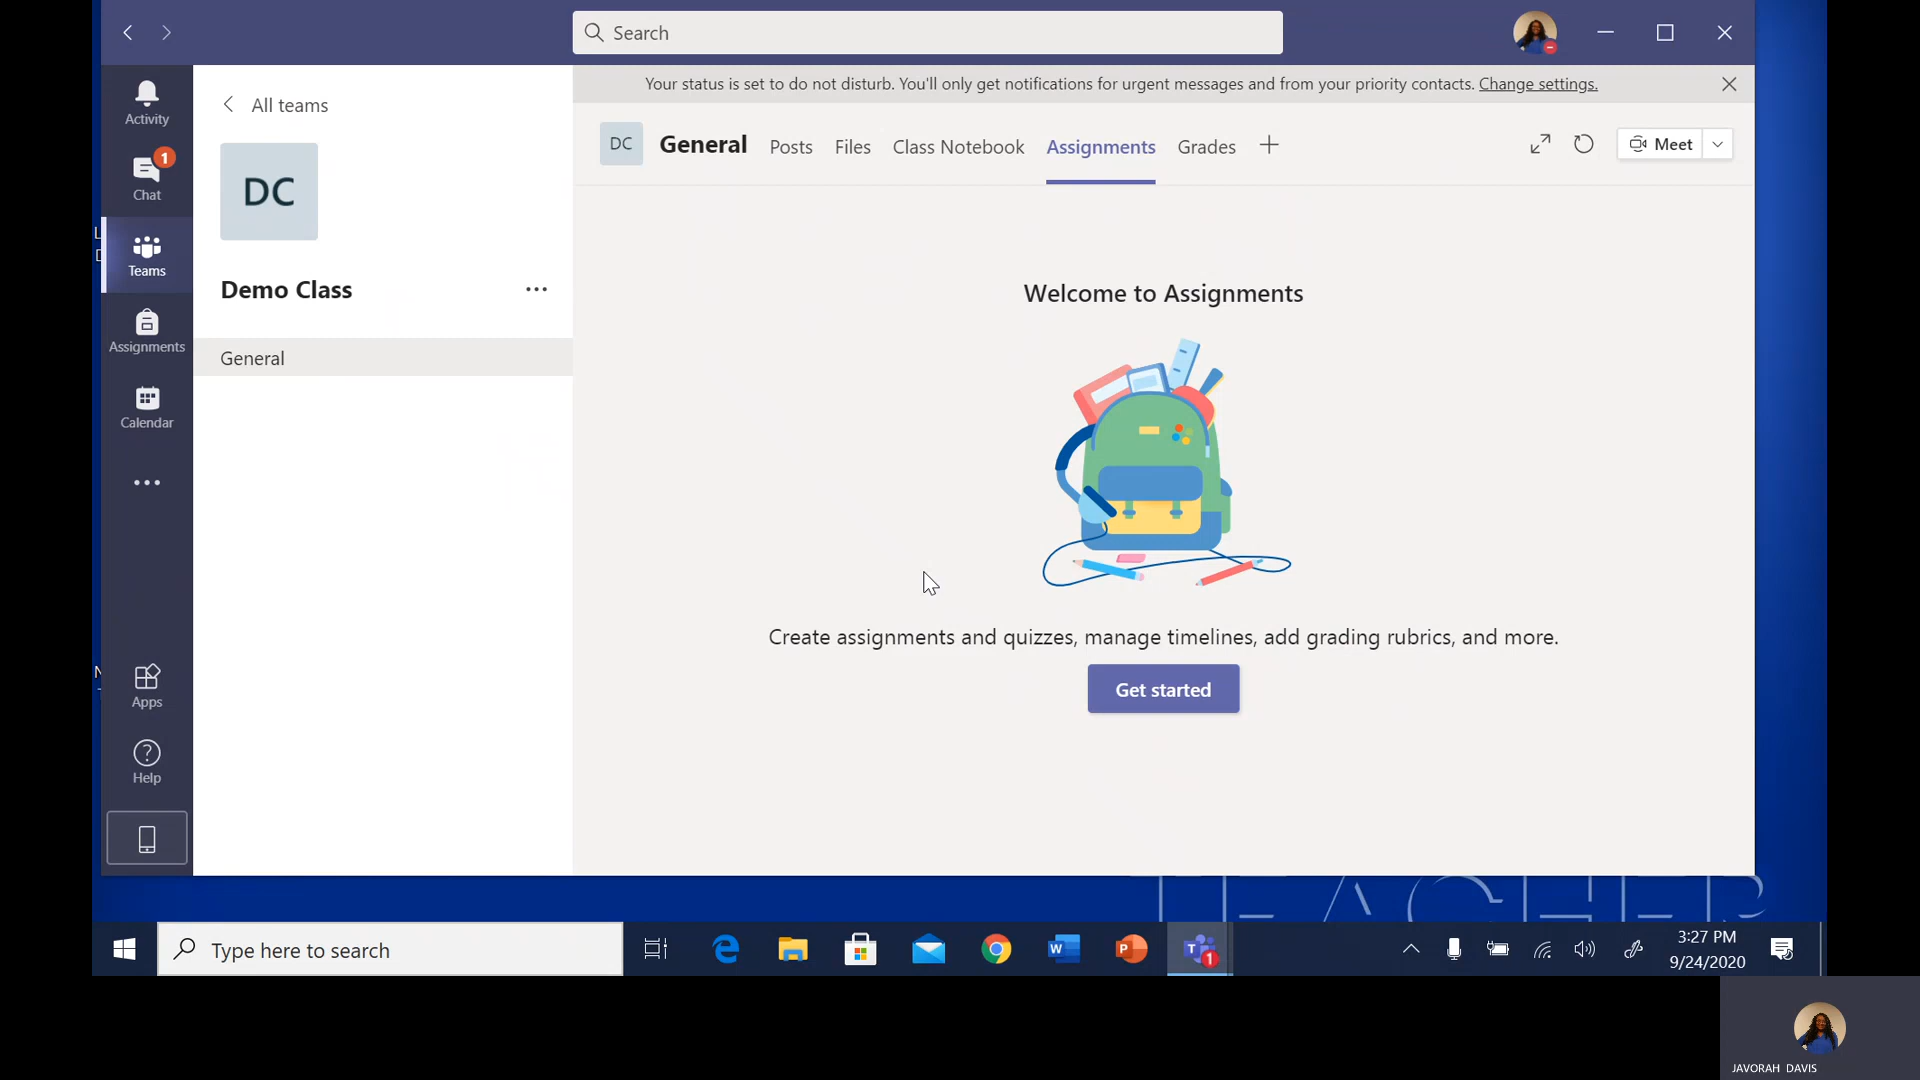 Search
Your status is set to do not disturb. You'll only get notifications for urgent messages and from your priority contacts. Change settings.
Activity
1
Chat
Teams
Assignments
Calendar
Apps
Help
All teams
DC
Demo Class
General
DC
General Posts Files Class Notebook Assignments Grades
Meet
Welcome to Assignments
Create assignments and quizzes, manage timelines, add grading rubrics, and more.
Get started
TEACHER
Type here to search
W
P
T
1
3:27 PM
9/24/2020
JAVORAH DAVIS